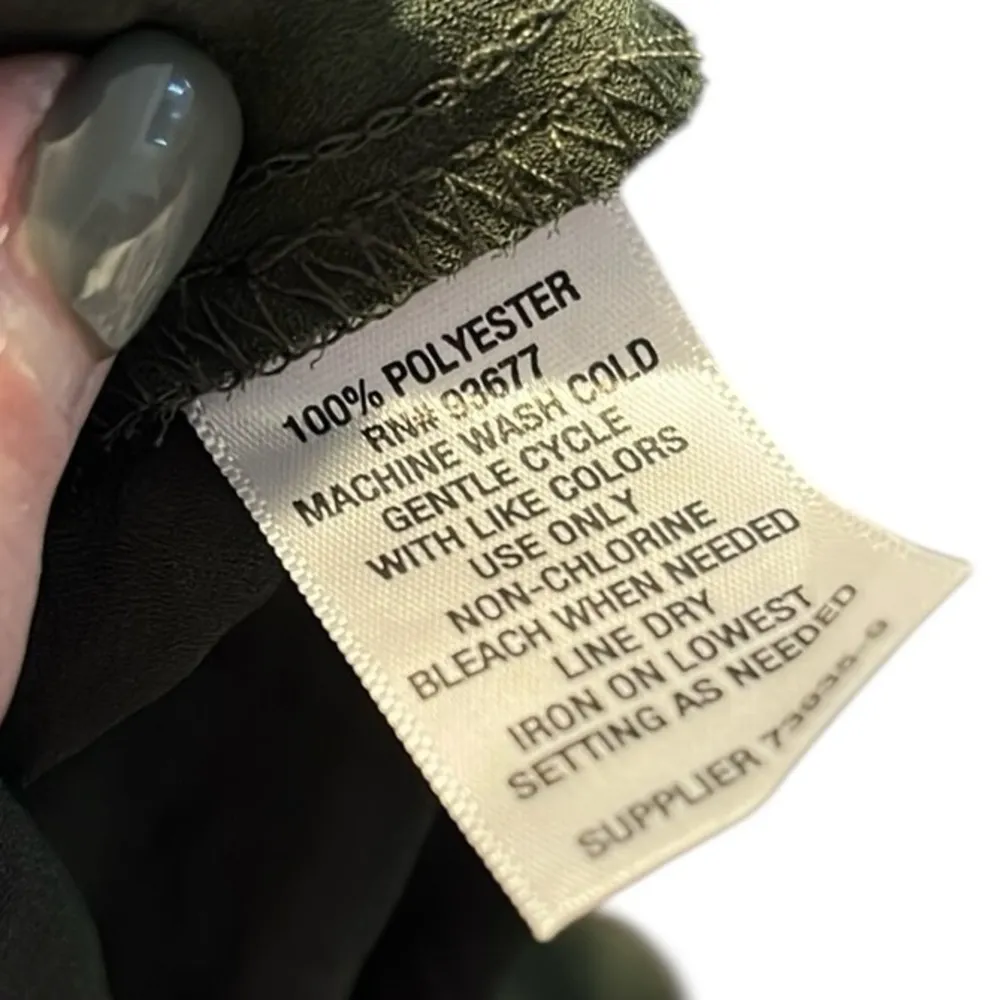 100% POLYESTER
RN# 93677
MACHINE WASH COLD
GENTLE CYCLE
WITH LIKE COLORS
USE ONLY
NON-CHLORINE
BLEACH WHEN NEEDED
LINE DRY
IRON ON LOWEST
SETTING AS NEEDED
SUPPLIER